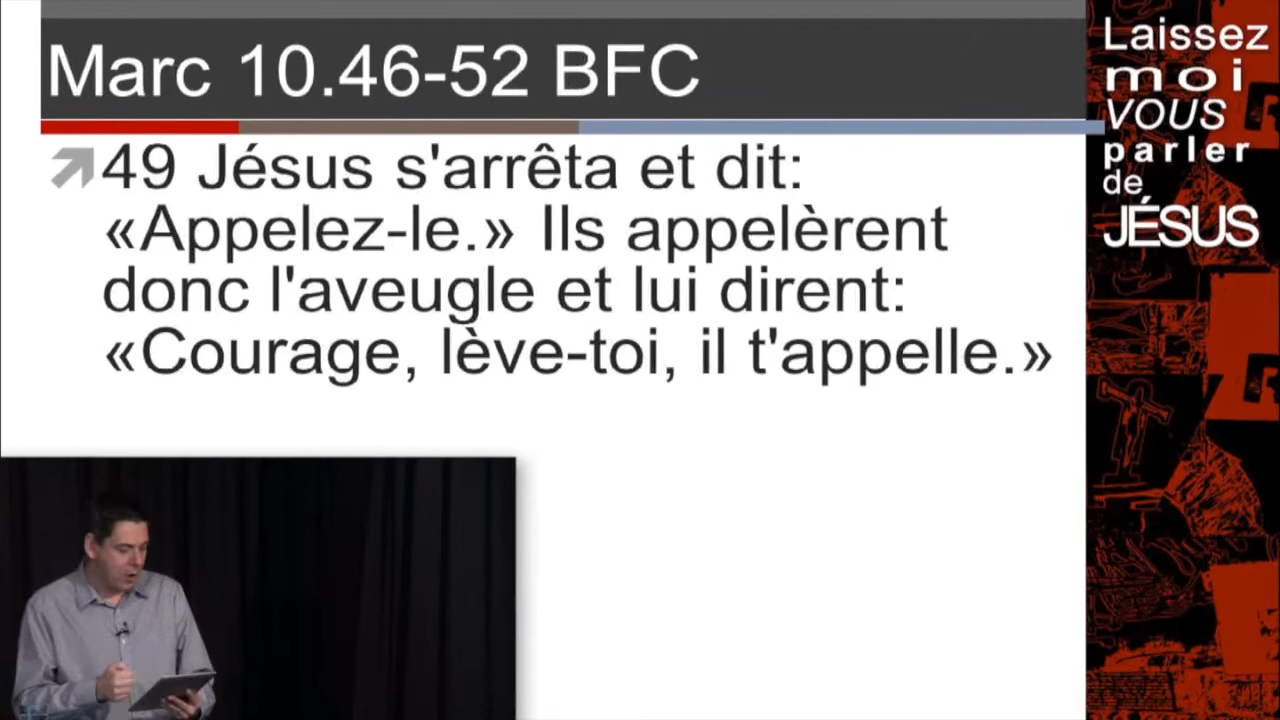 Marc 10.46-52 BFC
49 Jésus s'arrêta et dit:
«Appelez-le.» Ils appelèrent
donc l'aveugle et lui dirent:
«Courage, lève-toi, il t'appelle.»
Laissez
moi
VOUS
parler
de
JÉSUS